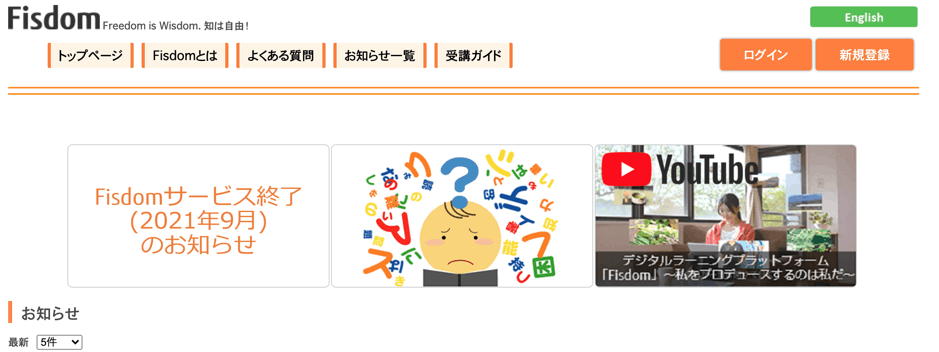 Fisdom Freedom is Wisdom. 知は自由！
English
トップページ
Fisdomとは
よくある質問
お知らせ一覧
受講ガイド
ログイン
新規登録
Fisdomサービス終了
(2021年9月)
のお知らせ
?
YouTube
デジタルラーニングプラットフォーム
「Fisdom」～私をプロデュースするのは私だ～
お知らせ
最新 5件